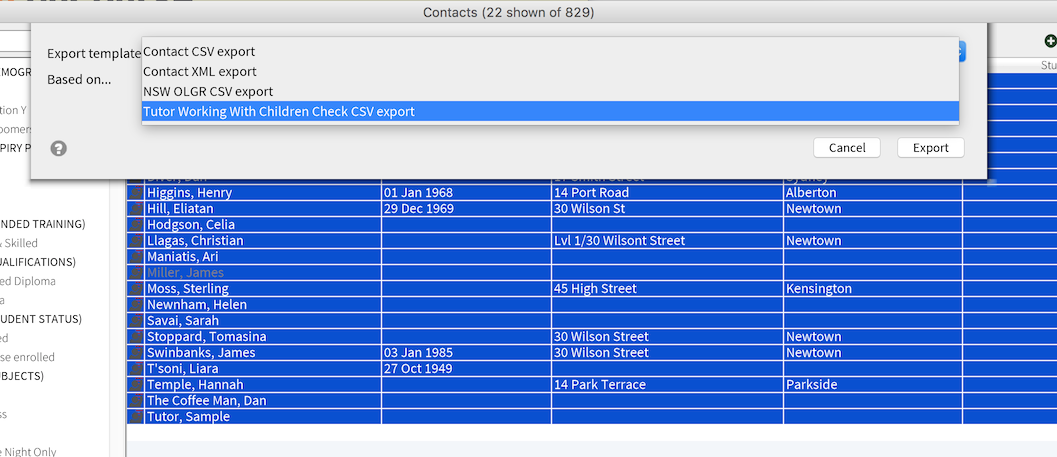 Contacts (22 shown of 829)
Export template
Contact CSV export
Contact XML export
NSW OLGR CSV export
Tutor Working With Children Check CSV export
Based on...
Cancel
Export
Stu
EMOGR
tion Y
oomers
PIRY P
NDED TRAINING)
& Skilled
UALIFICATIONS)
ed Diploma
a
UDENT STATUS)
ed
se enrolled
UBJECTS)
ss
e Night Only
Higgins, Henry 01 Jan 1968 14 Port Road Alberton
Hill, Eliatan 29 Dec 1969 30 Wilson St Newtown
Hodgson, Celia
Llagas, Christian Lvl 1/30 Wilsont Street Newtown
Maniatis, Ari
Miller, James
Moss, Sterling 45 High Street Kensington
Newnham, Helen
Savai, Sarah
Stoppard, Tomasina 30 Wilson Street Newtown
Swinbanks, James 03 Jan 1985 30 Wilson Street Newtown
T'soni, Liara 27 Oct 1949
Temple, Hannah 14 Park Terrace Parkside
The Coffee Man, Dan
Tutor, Sample